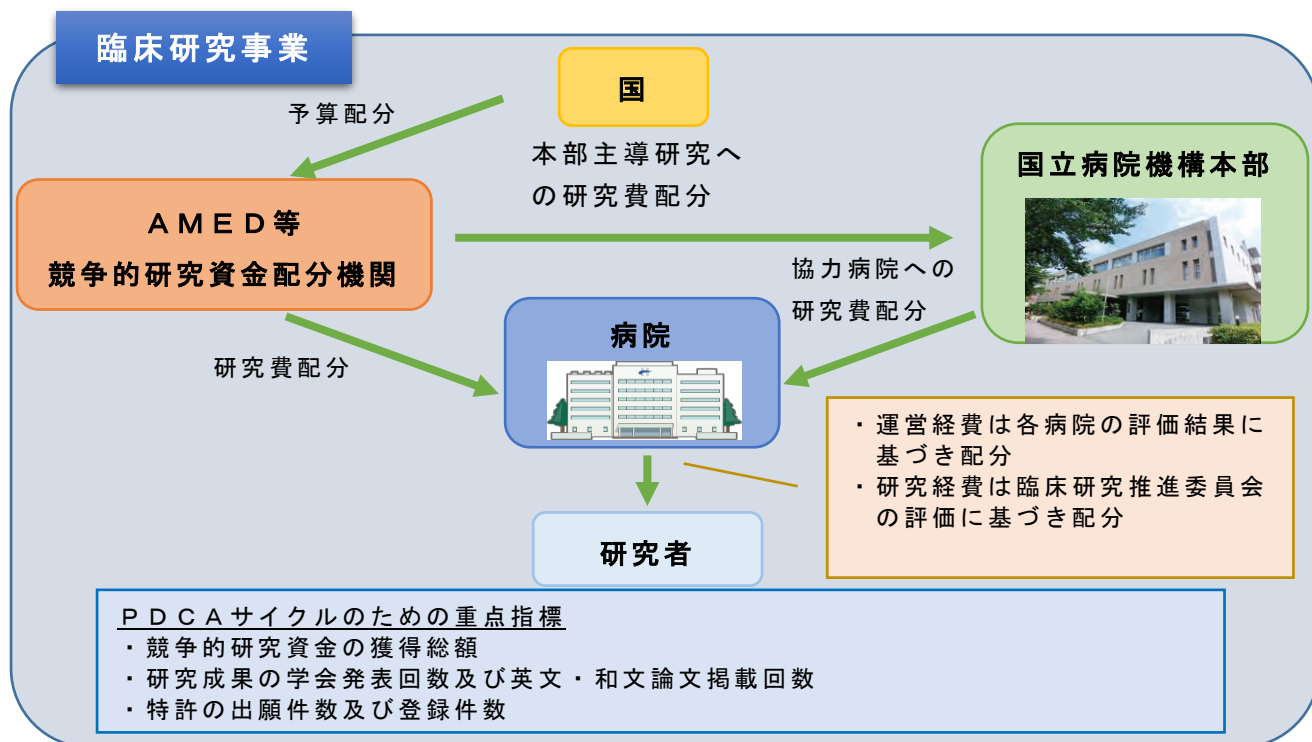 臨床研究事業
国
予算配分
本部主導研究へ
の研究費配分
国立病院機構本部
ＡＭＥＤ等
競争的研究資金配分機関
協力病院への
研究費配分
病院
研究費配分
・運営経費は各病院の評価結果に
基づき配分
・研究経費は臨床研究推進委員会
の評価に基づき配分
研究者
ＰＤＣＡサイクルのための重点指標
・競争的研究資金の獲得総額
・研究成果の学会発表回数及び英文・和文論文掲載回数
・特許の出願件数及び登録件数